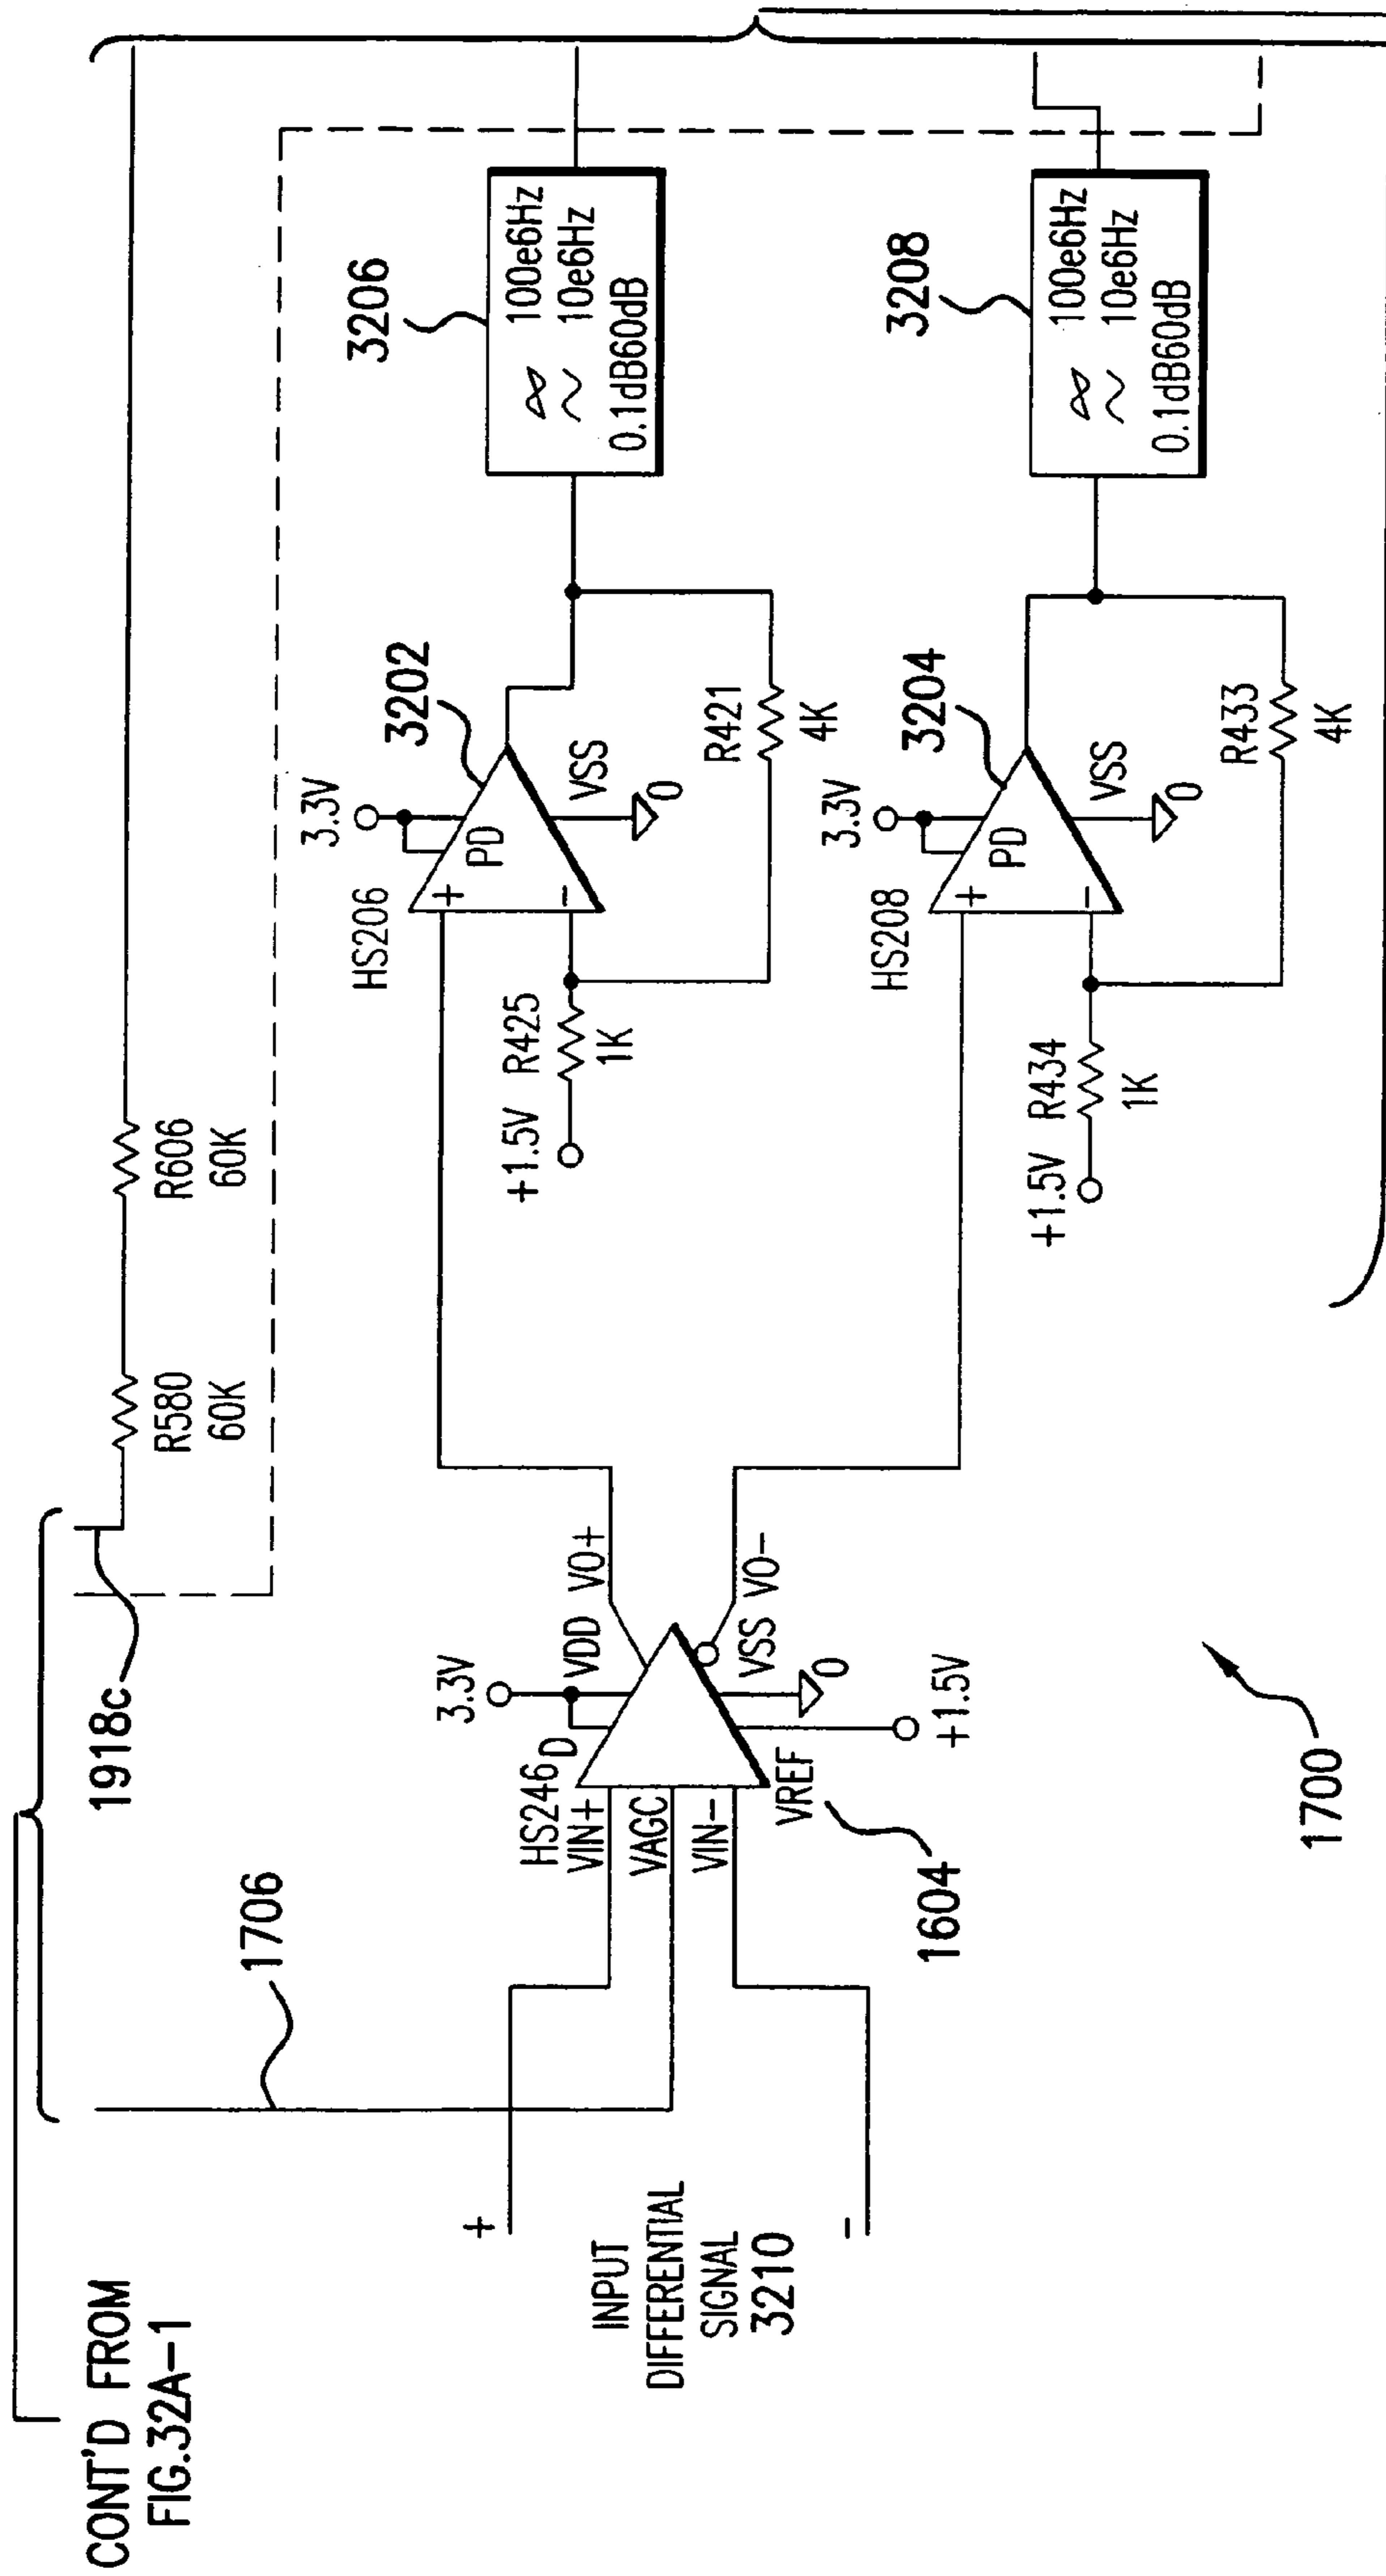 CONT'D FROM
FIG.32A-1
1706
1918c
R580
60K
R606
60K
INPUT
DIFFERENTIAL
SIGNAL
3210
+
-
HS246
D
VIN+
VAGC
VIN-
VREF
1604
3.3V
VDD
VO+
VO-
VSS
0
+1.5V
HS206
3.3V
3202
+
PD
-
VSS
0
+1.5V
R425
1K
R421
4K
3206
100e6Hz
10e6Hz
0.1dB60dB
HS208
3.3V
3204
+
PD
-
VSS
0
+1.5V
R434
1K
R433
4K
3208
100e6Hz
10e6Hz
0.1dB60dB
1700